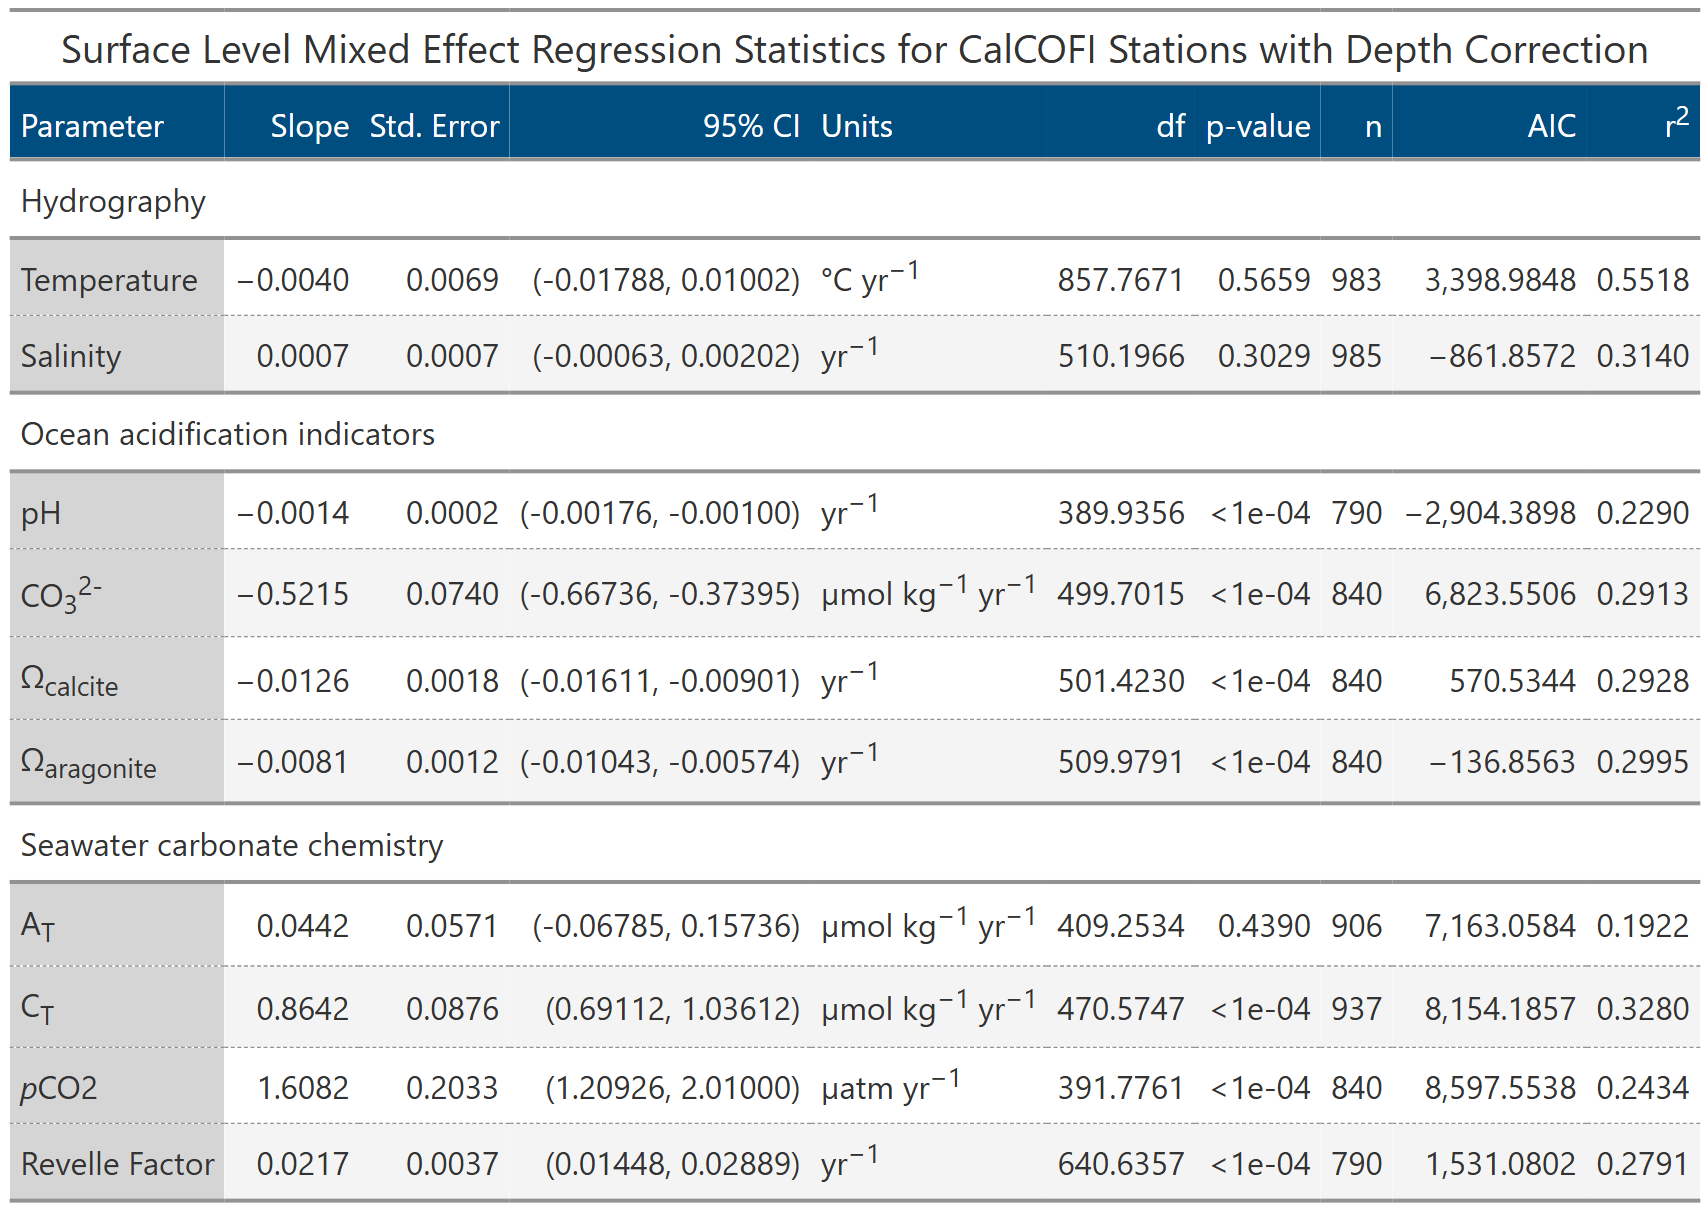 Surface Level Mixed Effect Regression Statistics for CalCOFI Stations with Depth Correction
Parameter Slope Std. Error 95% CI Units df p-value n AIC r²
Hydrography
Temperature −0.0040 0.0069 (-0.01788, 0.01002) °C yr⁻¹ 857.7671 0.5659 983 3,398.9848 0.5518
Salinity 0.0007 0.0007 (-0.00063, 0.00202) yr⁻¹ 510.1966 0.3029 985 −861.8572 0.3140
Ocean acidification indicators
pH −0.0014 0.0002 (-0.00176, -0.00100) yr⁻¹ 389.9356 <1e-04 790 −2,904.3898 0.2290
CO₃²⁻ −0.5215 0.0740 (-0.66736, -0.37395) μmol kg⁻¹ yr⁻¹ 499.7015 <1e-04 840 6,823.5506 0.2913
Ωcalcite −0.0126 0.0018 (-0.01611, -0.00901) yr⁻¹ 501.4230 <1e-04 840 570.5344 0.2928
Ωaragonite −0.0081 0.0012 (-0.01043, -0.00574) yr⁻¹ 509.9791 <1e-04 840 −136.8563 0.2995
Seawater carbonate chemistry
AT 0.0442 0.0571 (-0.06785, 0.15736) μmol kg⁻¹ yr⁻¹ 409.2534 0.4390 906 7,163.0584 0.1922
CT 0.8642 0.0876 (0.69112, 1.03612) μmol kg⁻¹ yr⁻¹ 470.5747 <1e-04 937 8,154.1857 0.3280
pCO2 1.6082 0.2033 (1.20926, 2.01000) μatm yr⁻¹ 391.7761 <1e-04 840 8,597.5538 0.2434
Revelle Factor 0.0217 0.0037 (0.01448, 0.02889) yr⁻¹ 640.6357 <1e-04 790 1,531.0802 0.2791